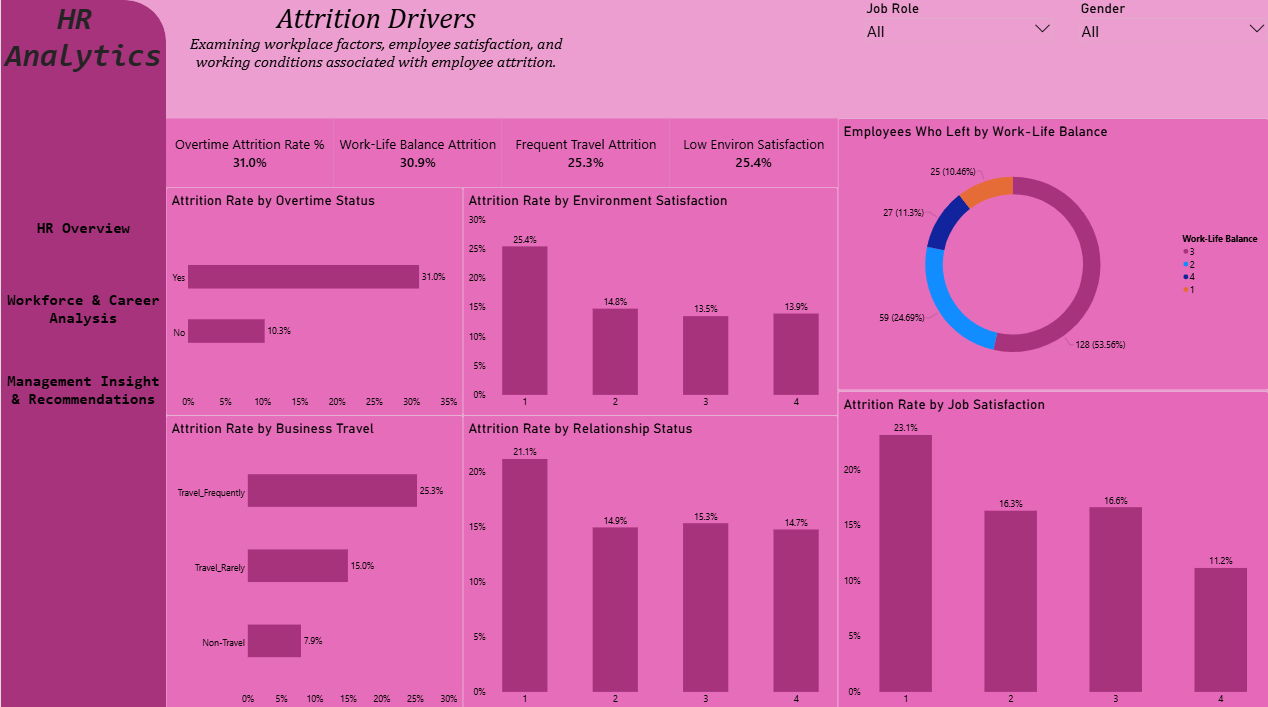 HR
Analytics
HR Overview
Workforce & Career
Analysis
Management Insight
& Recommendations
Attrition Drivers
Examining workplace factors, employee satisfaction, and
working conditions associated with employee attrition.
Job Role
All
Gender
All
Overtime Attrition Rate %
31.0%
Work-Life Balance Attrition
30.9%
Frequent Travel Attrition
25.3%
Low Environ Satisfaction
25.4%
Attrition Rate by Overtime Status
Yes
31.0%
No
10.3%
0% 5% 10% 15% 20% 25% 30% 35%
Attrition Rate by Environment Satisfaction
30%
25%
20%
15%
10%
5%
0%
25.4%
14.8%
13.5%
13.9%
1 2 3 4
Employees Who Left by Work-Life Balance
25 (10.46%)
27 (11.3%)
59 (24.69%)
128 (53.56%)
Work-Life Balance
3
2
4
1
Attrition Rate by Business Travel
Travel_Frequently
25.3%
Travel_Rarely
15.0%
Non-Travel
7.9%
0% 5% 10% 15% 20% 25% 30%
Attrition Rate by Relationship Status
20%
15%
10%
5%
0%
21.1%
14.9%
15.3%
14.7%
1 2 3 4
Attrition Rate by Job Satisfaction
20%
15%
10%
5%
0%
23.1%
16.3%
16.6%
11.2%
1 2 3 4